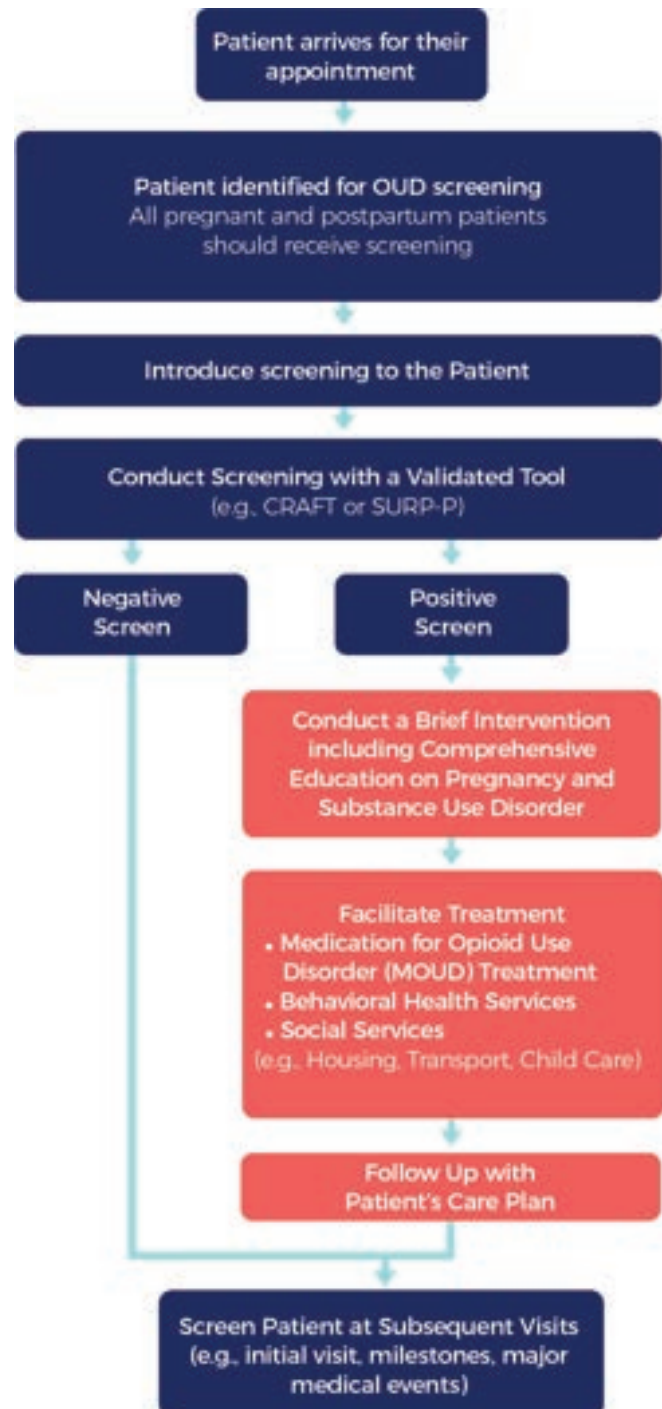 Patient arrives for their
appointment
Patient identified for OUD screening
All pregnant and postpartum patients
should receive screening
Introduce screening to the Patient
Conduct Screening with a Validated Tool
(e.g., CRAFT or SURP-P)
Negative
Screen
Positive
Screen
Conduct a Brief Intervention
including Comprehensive
Education on Pregnancy and
Substance Use Disorder
Facilitate Treatment
• Medication for Opioid Use
Disorder (MOUD) Treatment
• Behavioral Health Services
• Social Services
(e.g., Housing, Transport, Child Care)
Follow Up with
Patient's Care Plan
Screen Patient at Subsequent Visits
(e.g., initial visit, milestones, major
medical events)